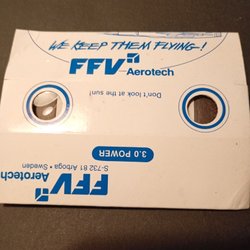 WE KEEP THEM FLYING!
FFV Aerotech
Don't look at the sun!
3.0 POWER
FFV Aerotech
S-732 81 Arboga * Sweden